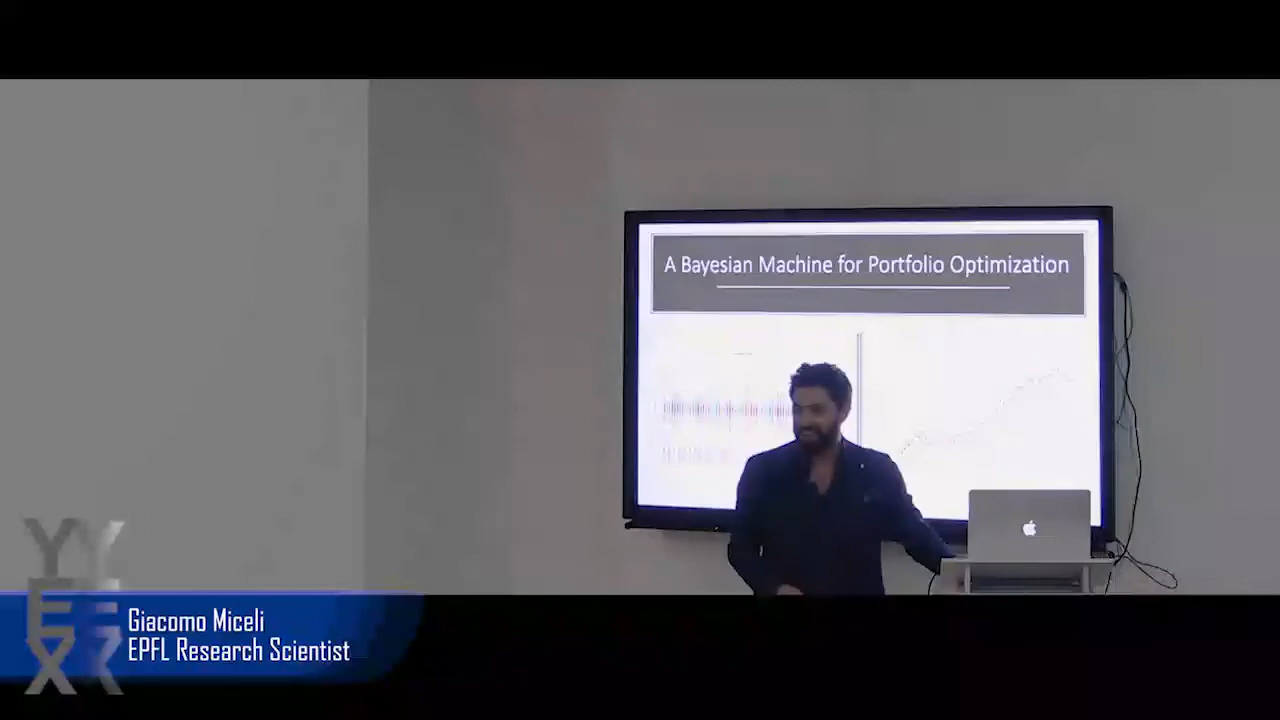 A Bayesian Machine for Portfolio Optimization
Giacomo Miceli
EPFL Research Scientist